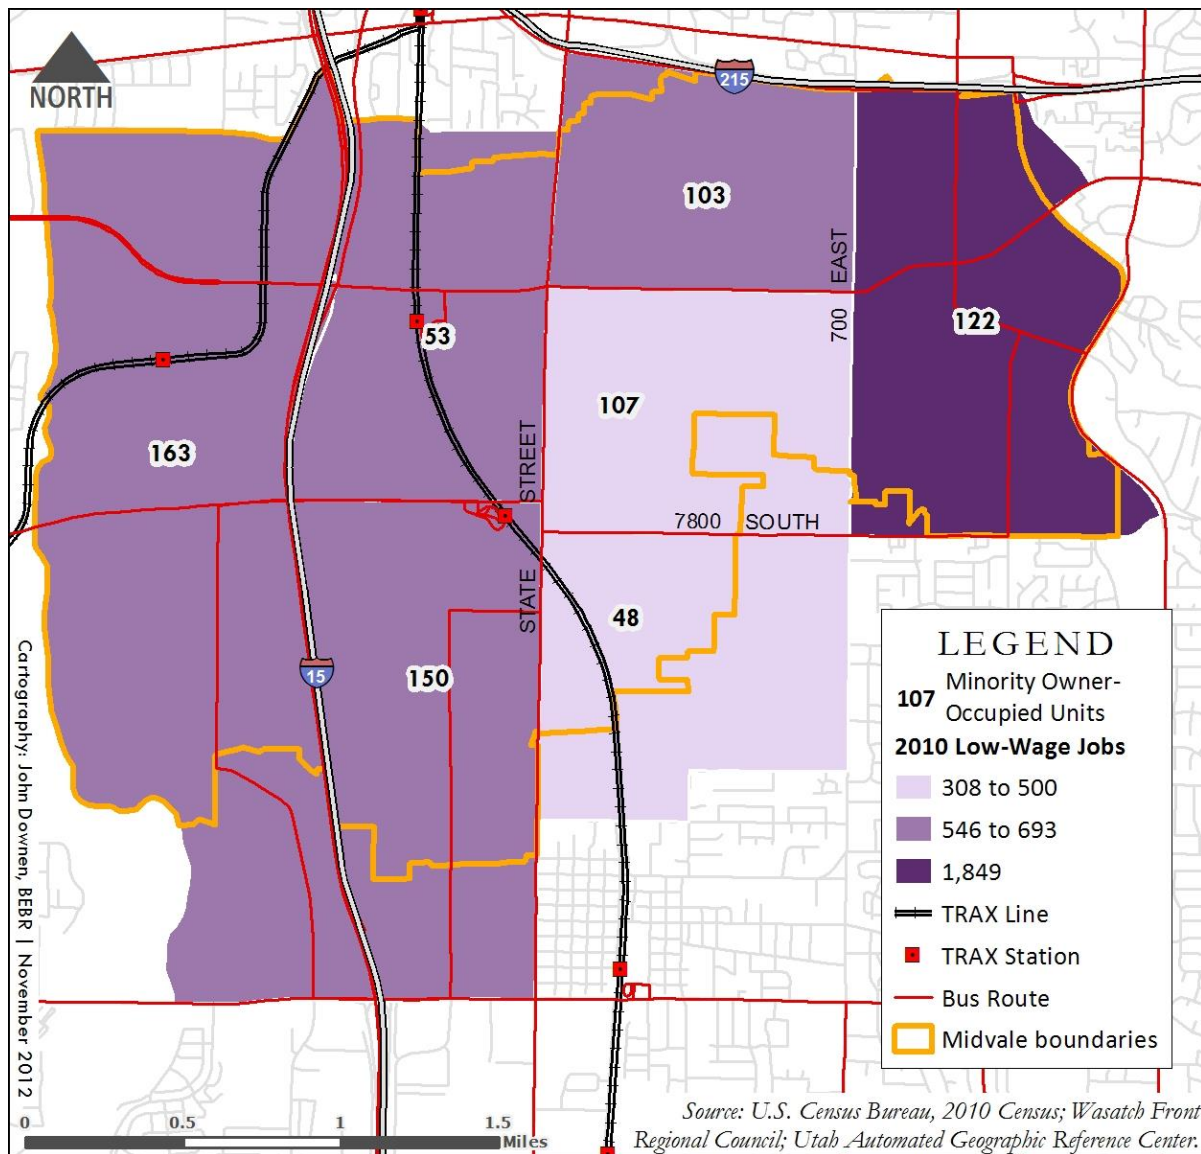 NORTH
215
103
700 EAST
122
53
107
163
STATE STREET
7800 SOUTH
48
150
15
LEGEND
107 Minority Owner-
Occupied Units
2010 Low-Wage Jobs
308 to 500
546 to 693
1,849
TRAX Line
TRAX Station
Bus Route
Midvale boundaries
Cartography: John Downen, BEBR | November 2012
0 0.5 1 1.5
Miles
Source: U.S. Census Bureau, 2010 Census; Wasatch Front
Regional Council; Utah Automated Geographic Reference Center.